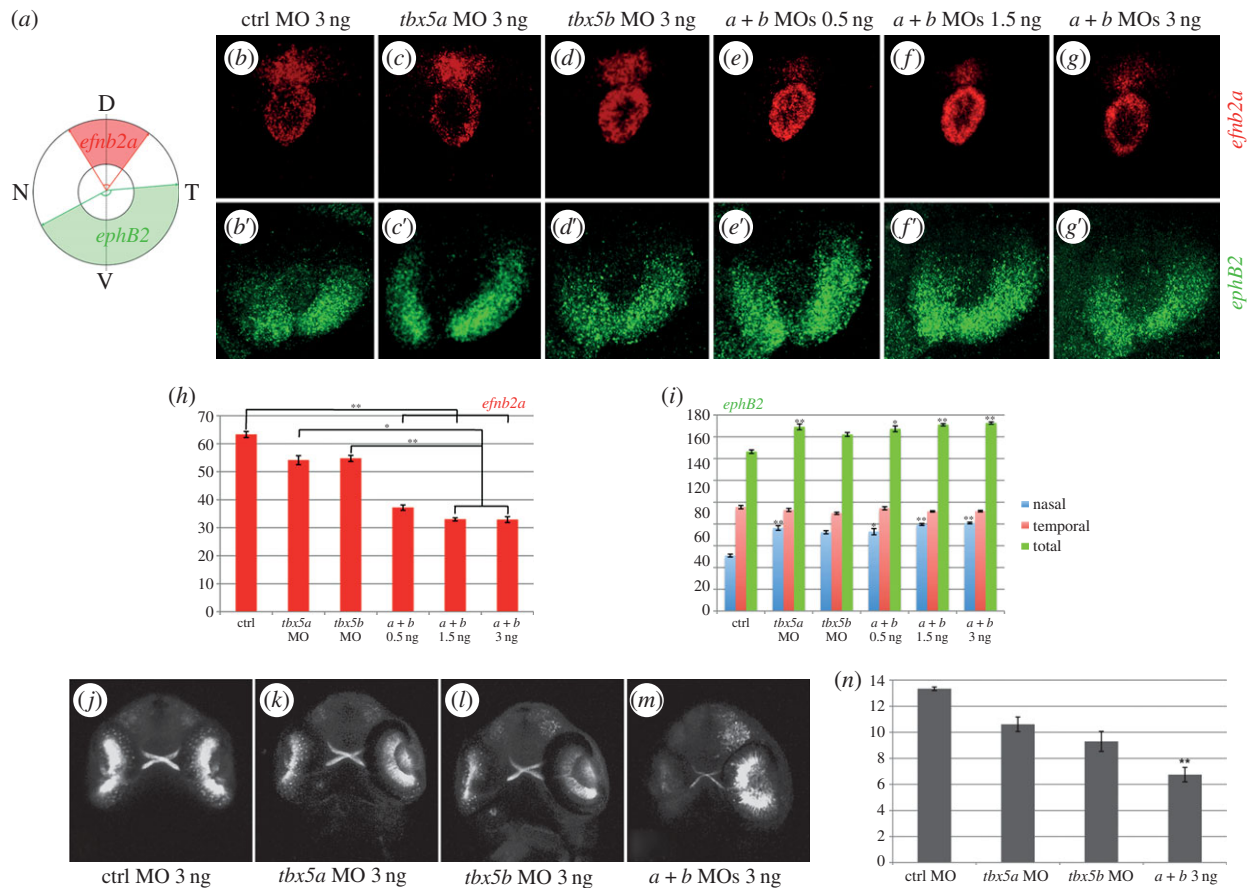 (a)
ctrl MO 3 ng
tbx5a MO 3 ng
tbx5b MO 3 ng
a + b MOs 0.5 ng
a + b MOs 1.5 ng
a + b MOs 3 ng
D
efnb2a
N
T
ephB2
V
(b)
(c)
(d)
(e)
(f)
(g)
efnb2a
(b')
(c')
(d')
(e')
(f')
(g')
ephB2
(h)
efnb2a
70
60
50
40
30
20
10
0
**
*
**
ctrl
tbx5a
MO
tbx5b
MO
a + b
0.5 ng
a + b
1.5 ng
a + b
3 ng
(i)
ephB2
180
160
140
120
100
80
60
40
20
0
**
*
**
**
**
*
**
**
ctrl
tbx5a
MO
tbx5b
MO
a + b
0.5 ng
a + b
1.5 ng
a + b
3 ng
nasal
temporal
total
(j)
(k)
(l)
(m)
ctrl MO 3 ng
tbx5a MO 3 ng
tbx5b MO 3 ng
a + b MOs 3 ng
(n)
14
12
10
8
6
4
2
0
**
ctrl MO
tbx5a MO
tbx5b MO
a + b 3 ng